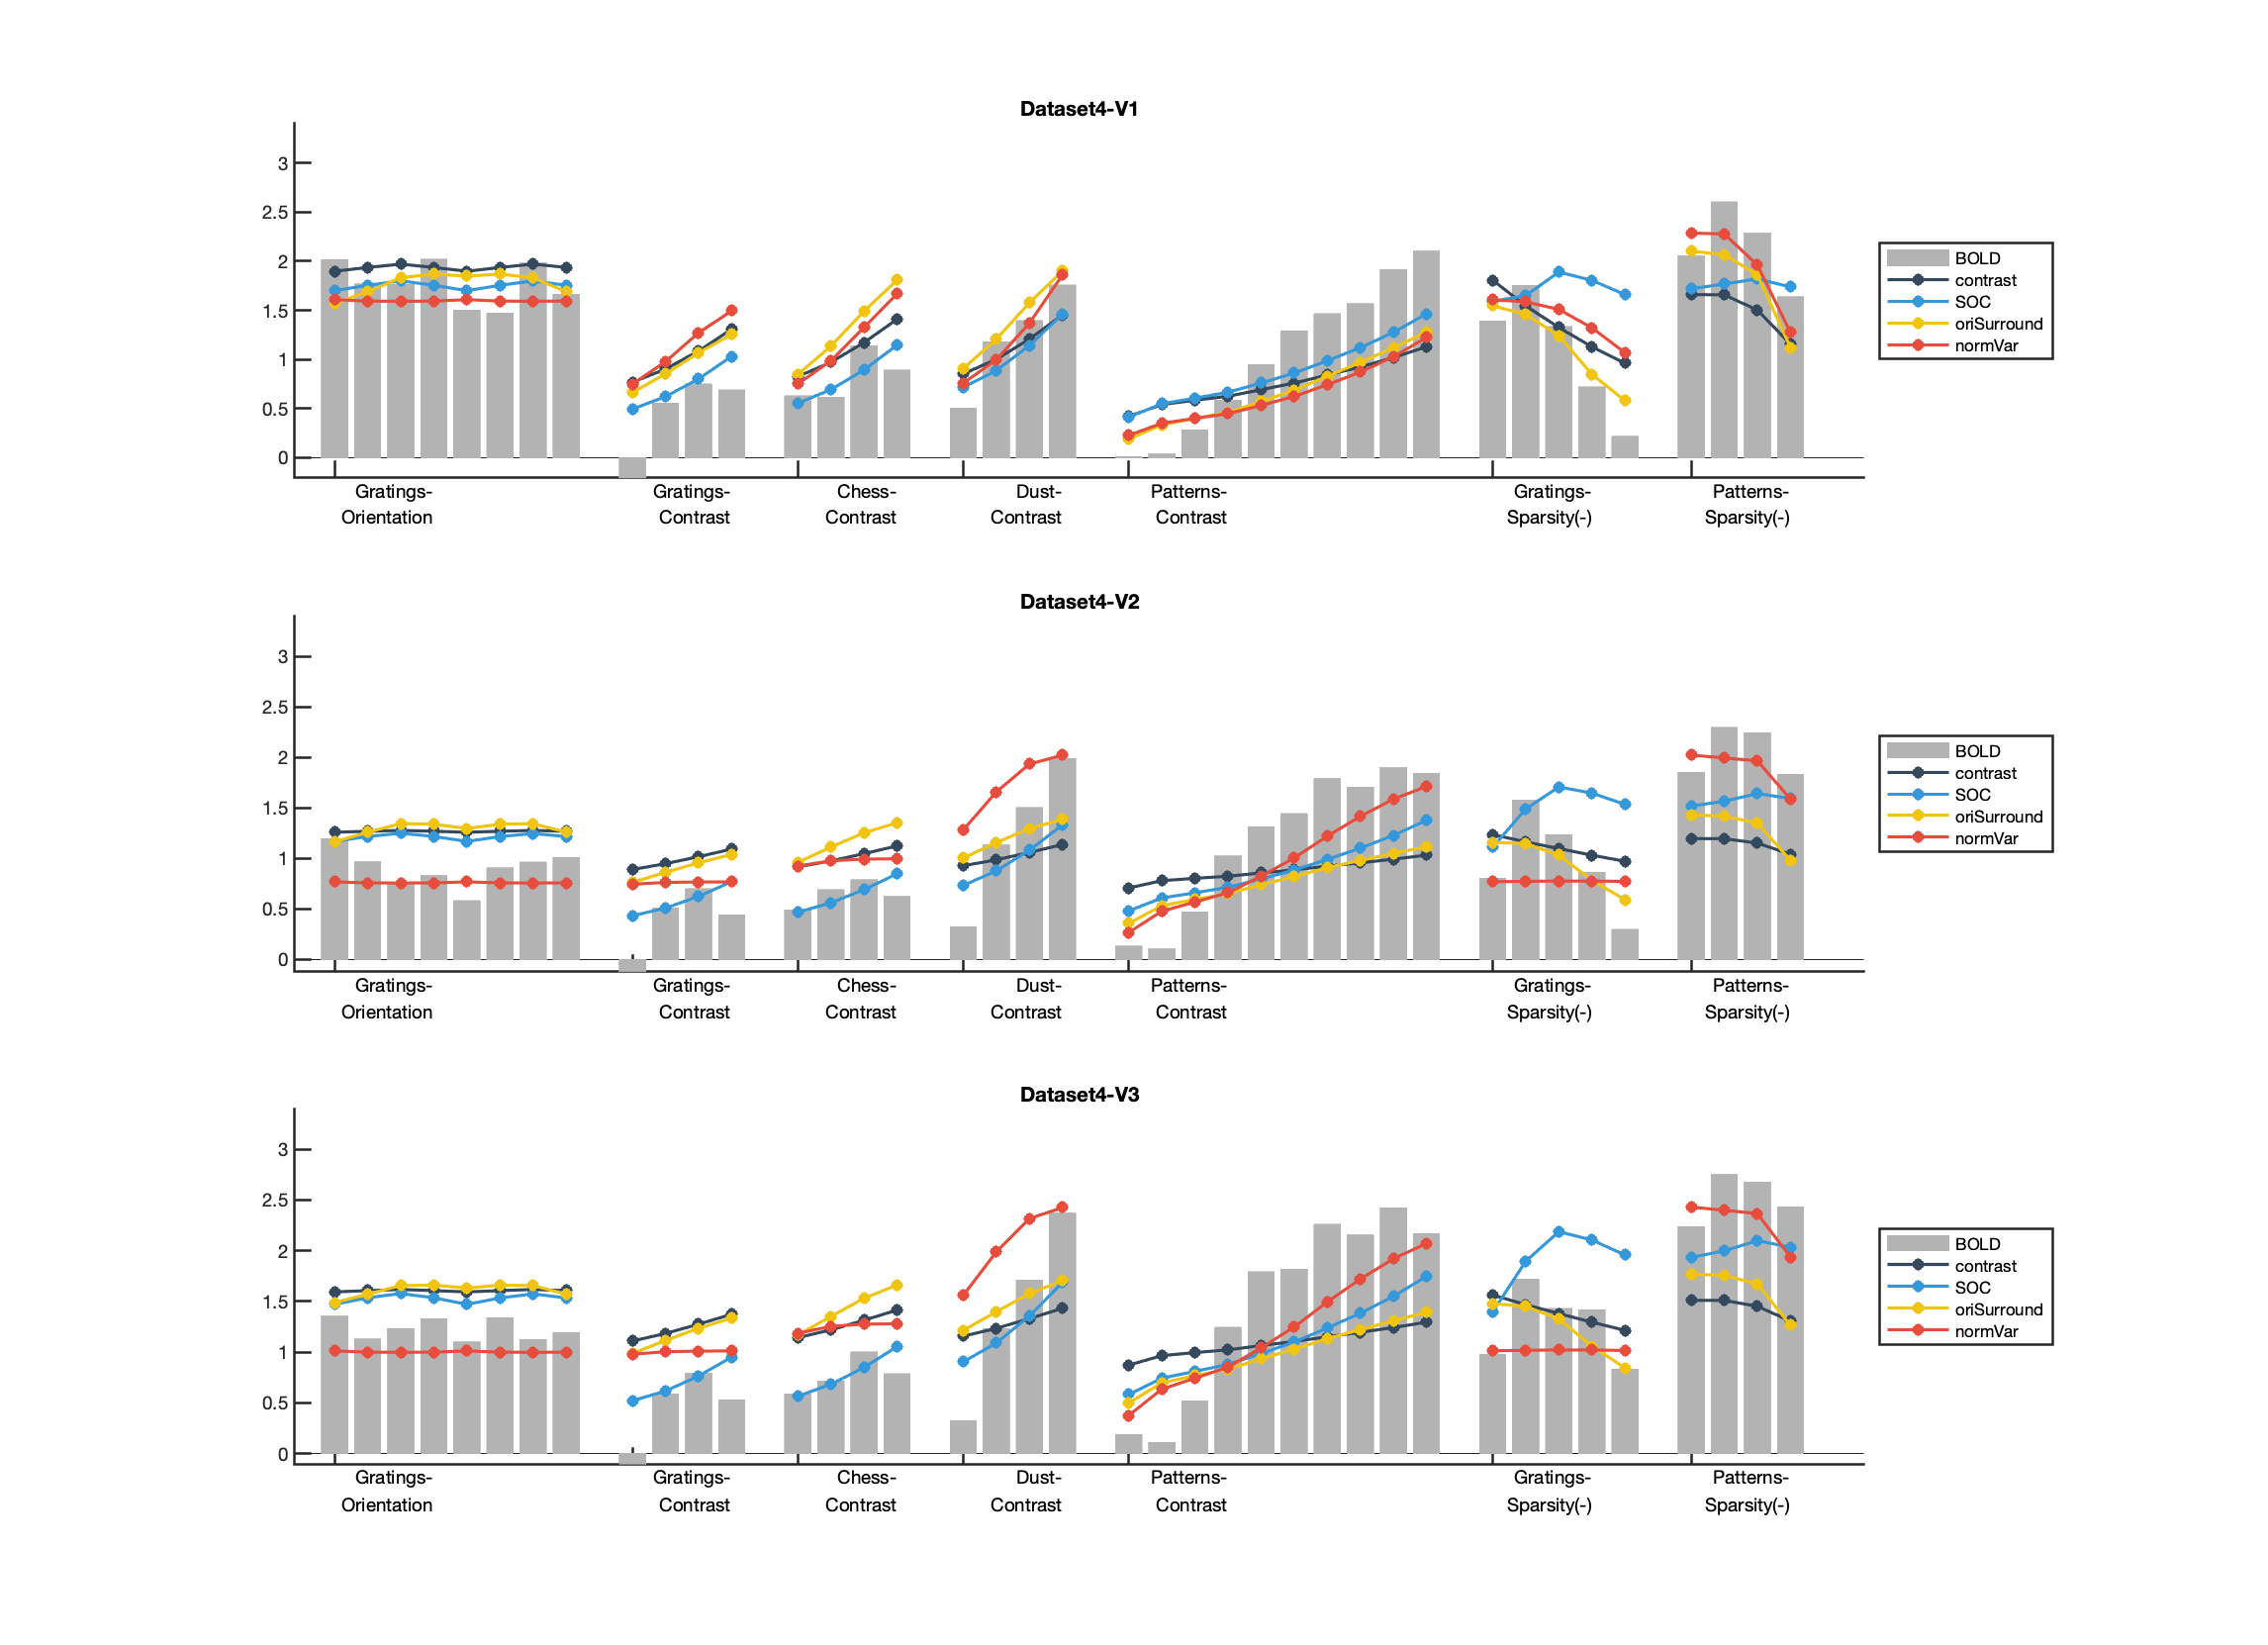 Dataset4-V1
3
2.5
2
1.5
1
0.5
0
Gratings-
Orientation
Gratings-
Contrast
Chess-
Contrast
Dust-
Contrast
Patterns-
Contrast
Gratings-
Sparsity(-)
Patterns-
Sparsity(-)
BOLD
contrast
SOC
oriSurround
normVar
Dataset4-V2
3
2.5
2
1.5
1
0.5
0
Gratings-
Orientation
Gratings-
Contrast
Chess-
Contrast
Dust-
Contrast
Patterns-
Contrast
Gratings-
Sparsity(-)
Patterns-
Sparsity(-)
BOLD
contrast
SOC
oriSurround
normVar
Dataset4-V3
3
2.5
2
1.5
1
0.5
0
Gratings-
Orientation
Gratings-
Contrast
Chess-
Contrast
Dust-
Contrast
Patterns-
Contrast
Gratings-
Sparsity(-)
Patterns-
Sparsity(-)
BOLD
contrast
SOC
oriSurround
normVar